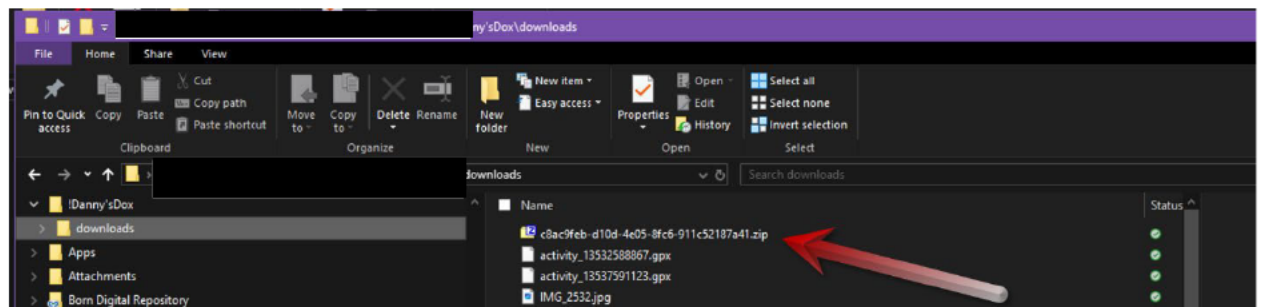 ny'sDox\downloads
File Home Share View
Pin to Quick access
Copy
Paste
Cut
Copy path
Paste shortcut
Clipboard
Move to
Copy to
Delete
Rename
Organize
New folder
New item
Easy access
New
Properties
Open
Edit
History
Open
Select all
Select none
Invert selection
Select
downloads
Search downloads
!Danny'sDox
downloads
Apps
Attachments
Born Digital Repository
Name Status
c8ac9feb-d10d-4e05-8fc6-911c52187a41.zip
activity_13532588867.gpx
activity_13537591123.gpx
IMG_2532.jpg